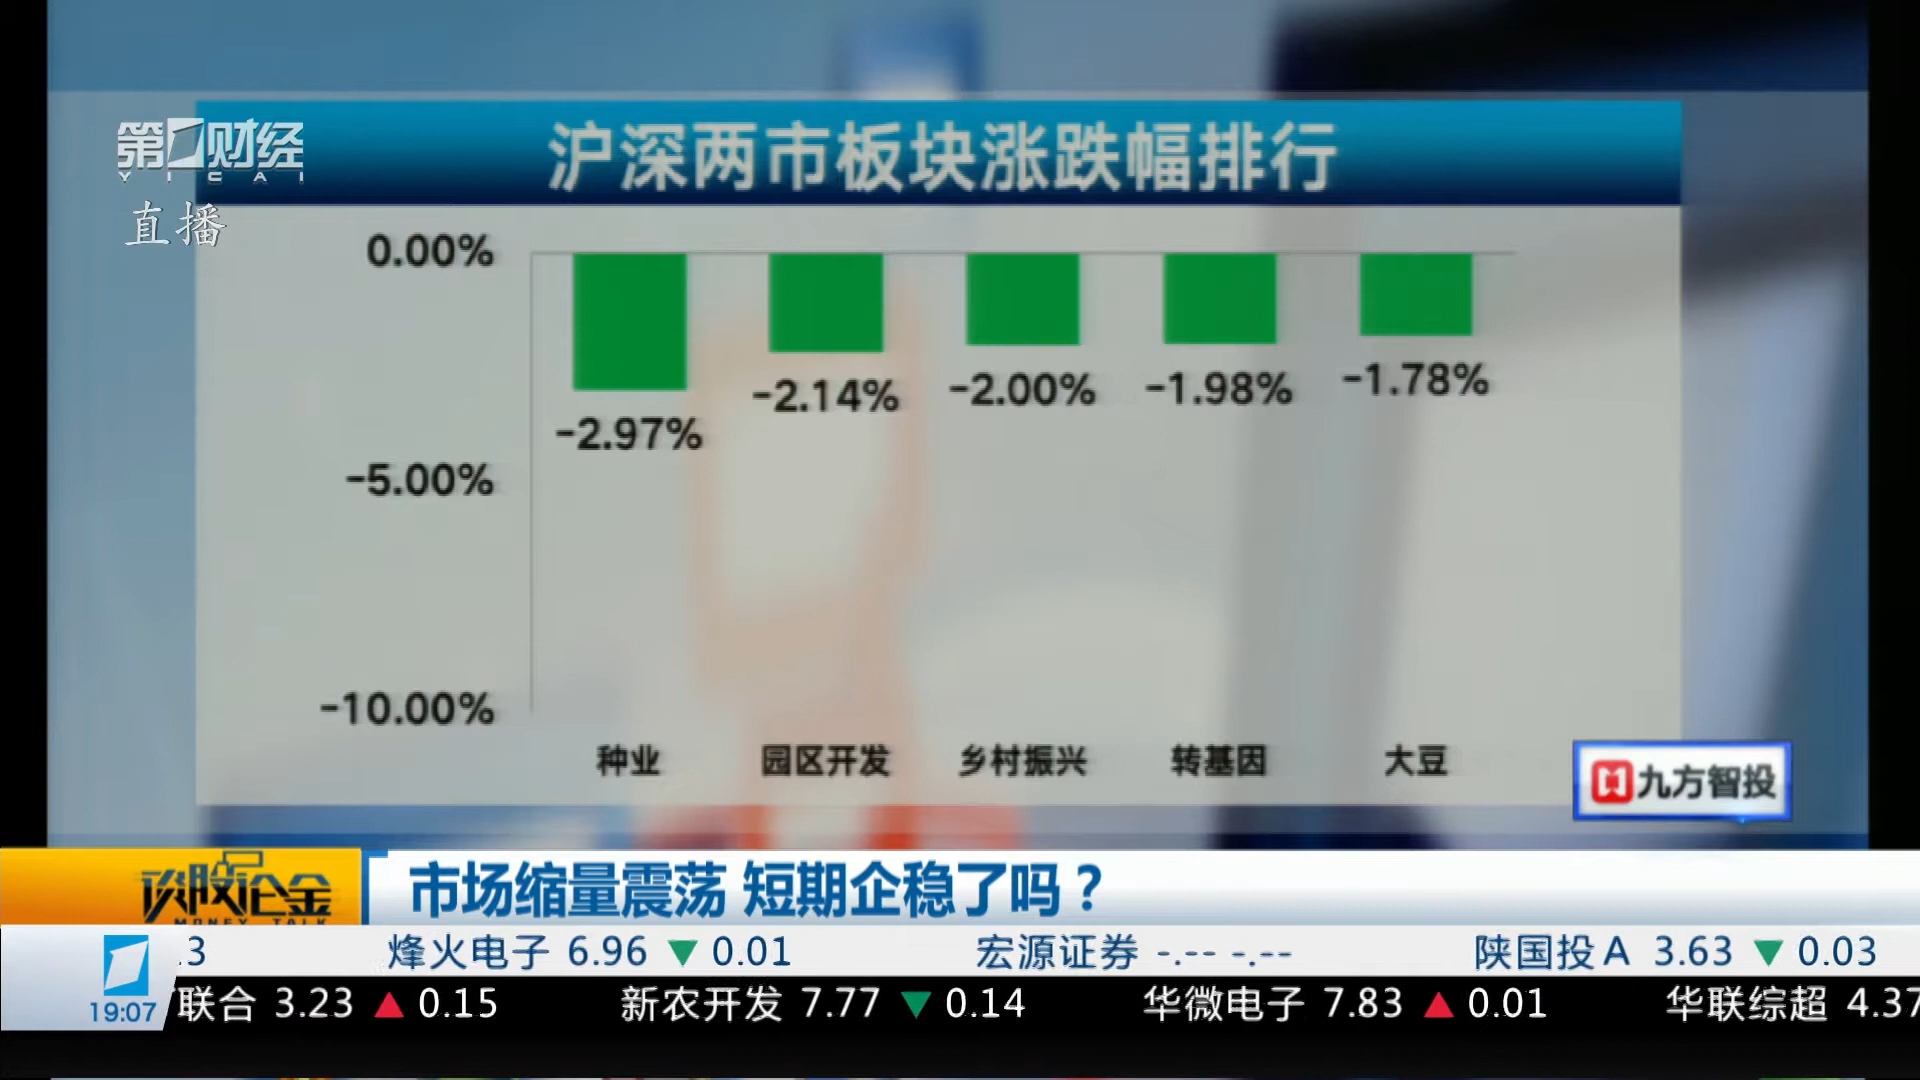 第财经
YICAI
直播
沪深两市板块涨跌幅排行
0.00%
-5.00%
-10.00%
-2.97%
-2.14%
-2.00%
-1.98%
-1.78%
种业
园区开发
乡村振兴
转基因
大豆
九方智投
谈股论金
MONEY TALK
市场缩量震荡 短期企稳了吗？
.3 烽火电子 6.96 ▼ 0.01 宏源证券 -.-- -.-- 陕国投A 3.63 ▼ 0.03
19:07
联合 3.23 ▲ 0.15 新农开发 7.77 ▼ 0.14 华微电子 7.83 ▲ 0.01 华联综超 4.37